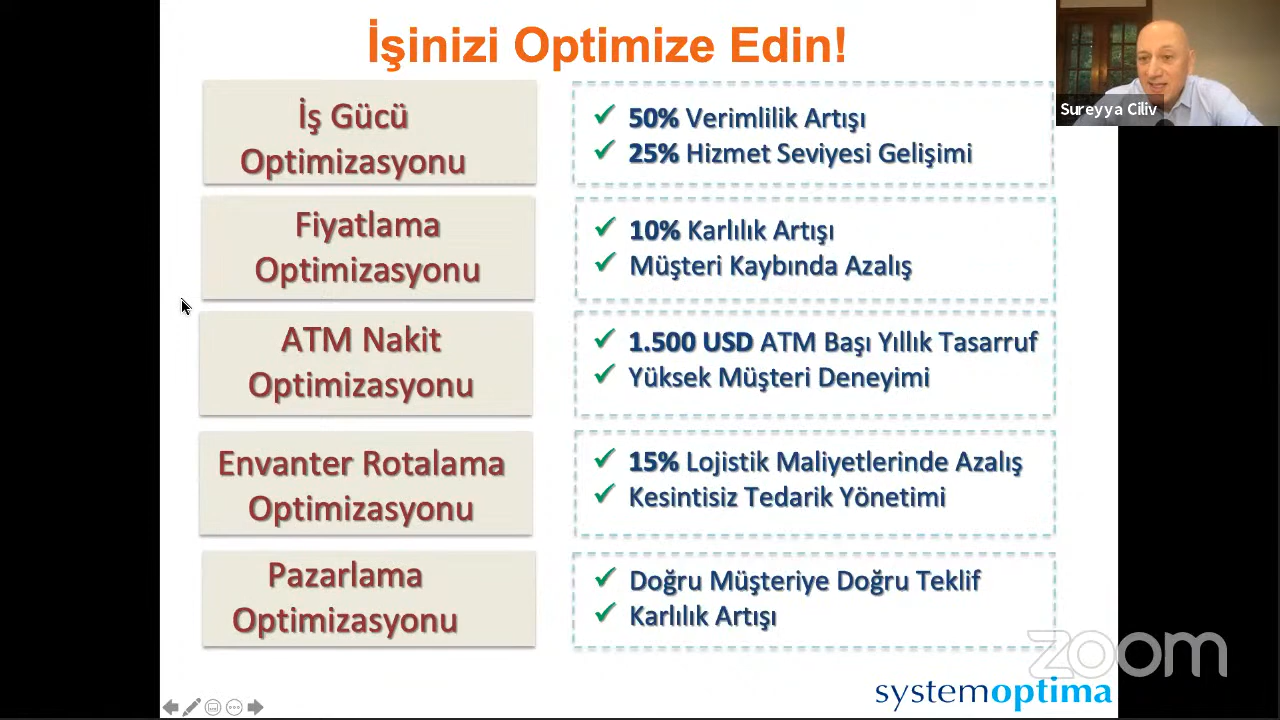 İşinizi Optimize Edin!
Sureyya Ciliv
İş Gücü
Optimizasyonu
50% Verimlilik Artışı
25% Hizmet Seviyesi Gelişimi
Fiyatlama
Optimizasyonu
10% Karlılık Artışı
Müşteri Kaybında Azalış
ATM Nakit
Optimizasyonu
1.500 USD ATM Başı Yıllık Tasarruf
Yüksek Müşteri Deneyimi
Envanter Rotalama
Optimizasyonu
15% Lojistik Maliyetlerinde Azalış
Kesintisiz Tedarik Yönetimi
Pazarlama
Optimizasyonu
Doğru Müşteriye Doğru Teklif
Karlılık Artışı
zoom
systemoptima